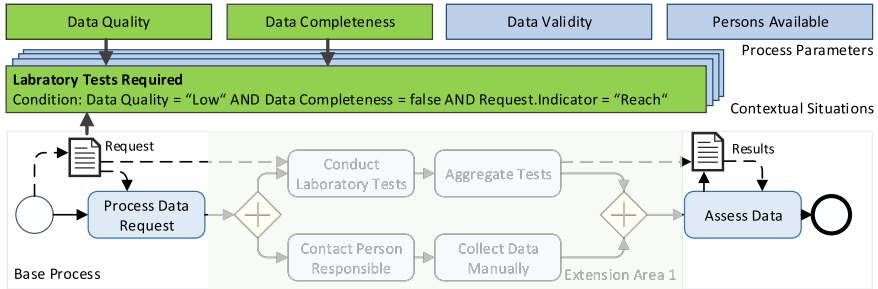 Data Quality
Data Completeness
Data Validity
Persons Available
Process Parameters
Labratory Tests Required
Condition: Data Quality = “Low“ AND Data Completeness = false AND Request.Indicator = “Reach“
Contextual Situations
Request
Results
Conduct
Laboratory Tests
Aggregate Tests
Process Data
Request
Assess Data
Contact Person
Responsible
Collect Data
Manually
Base Process
Extension Area 1